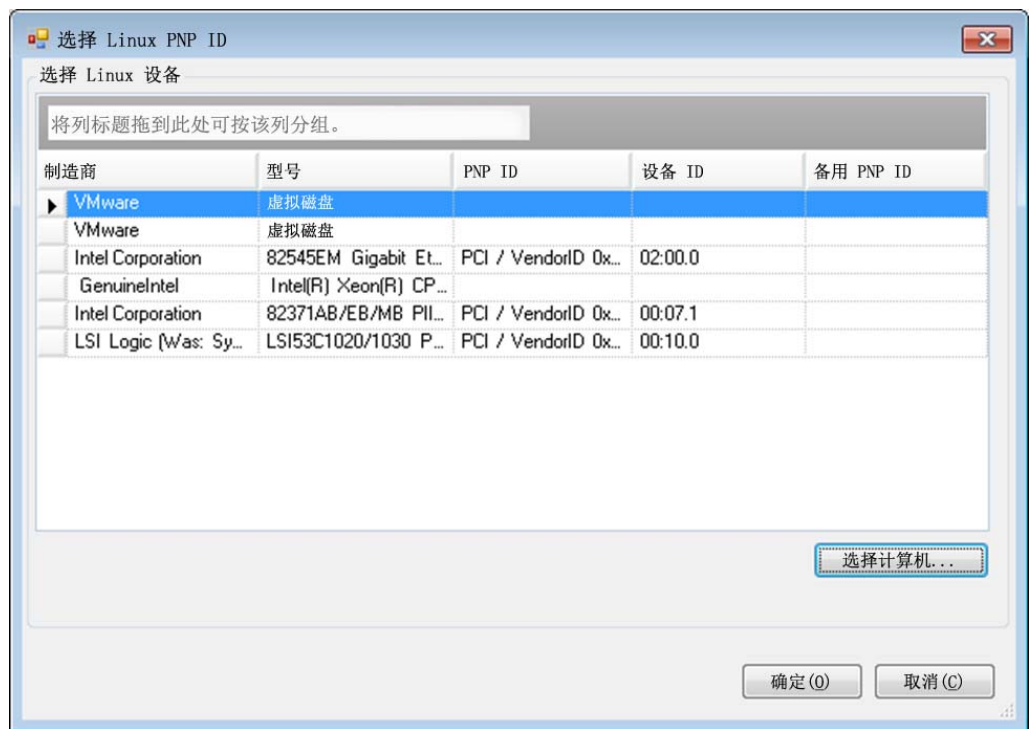 选择 Linux PNP ID
选择 Linux 设备
将列标题拖到此处可按该列分组。
制造商 型号 PNP ID 设备 ID 备用 PNP ID
VMware 虚拟磁盘
VMware 虚拟磁盘
Intel Corporation 82545EM Gigabit Et... PCI / VendorID 0x... 02:00.0
GenuineIntel Intel(R) Xeon(R) CP...
Intel Corporation 82371AB/EB/MB PII... PCI / VendorID 0x... 00:07.1
LSI Logic (Was: Sy... LSI53C1020/1030 P... PCI / VendorID 0x... 00:10.0
选择计算机...
确定(O) 取消(C)